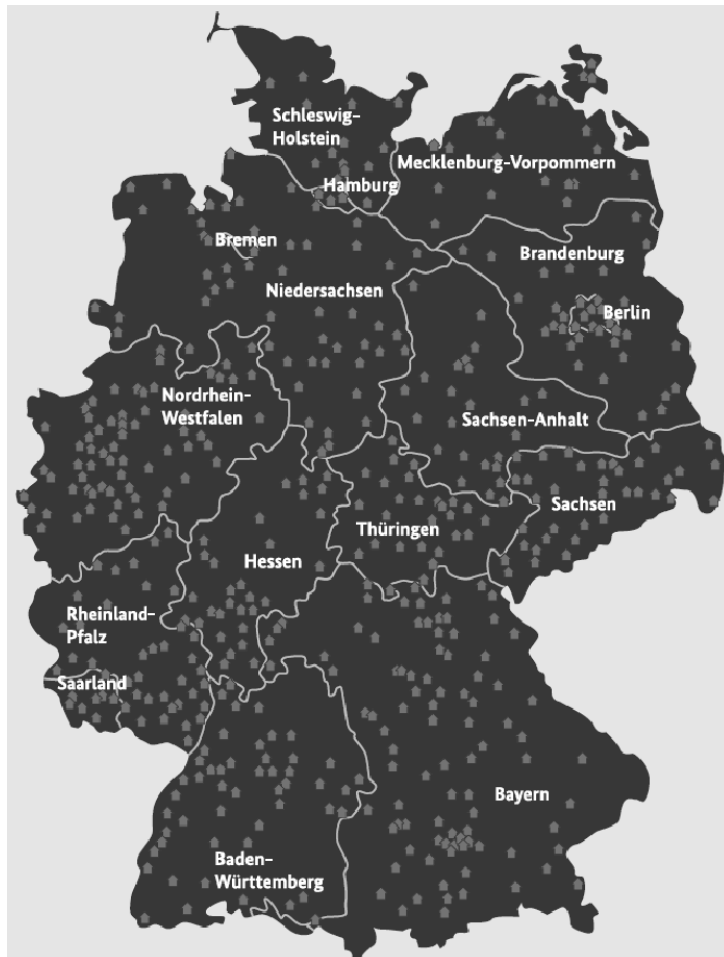 Schleswig-
Holstein
Mecklenburg-Vorpommern
Hamburg
Bremen
Brandenburg
Niedersachsen
Berlin
Nordrhein-
Westfalen
Sachsen-Anhalt
Sachsen
Thüringen
Hessen
Rheinland-
Pfalz
Saarland
Bayern
Baden-
Württemberg